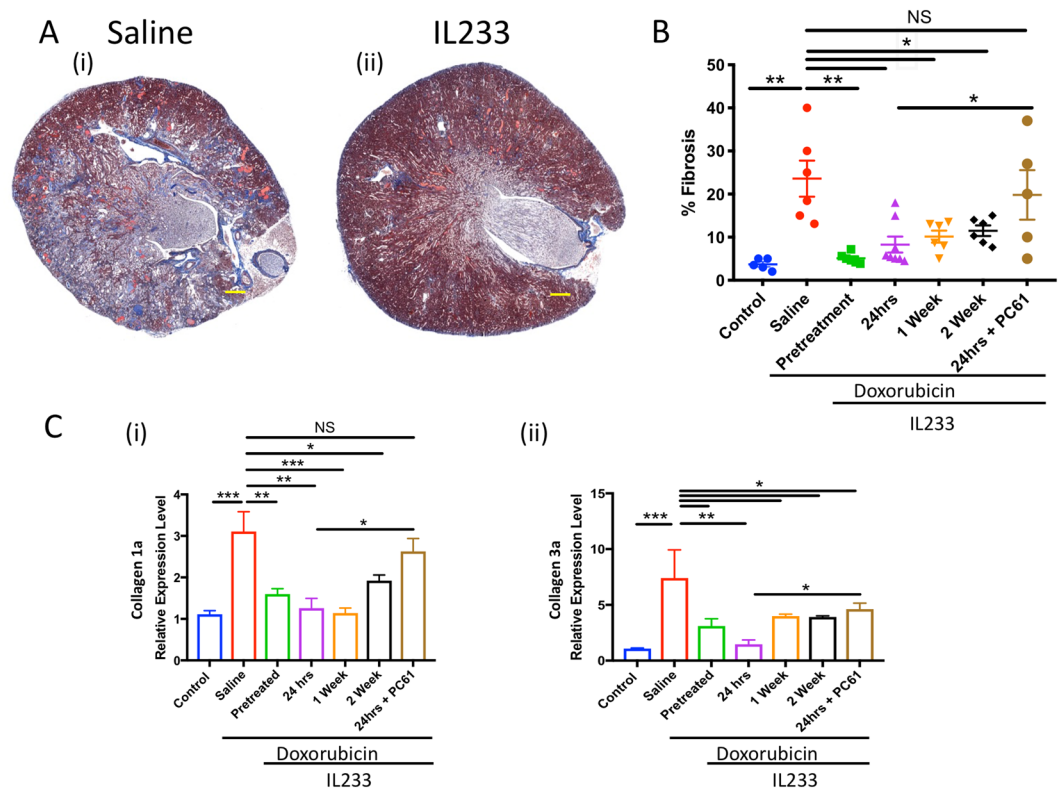 A
Saline
IL233
(i)
(ii)
B
NS
*
** **
*
% Fibrosis
50
40
30
20
10
0
Control
Saline
Pretreatment
24hrs
1 Week
2 Week
24hrs + PC61
Doxorubicin
IL233
C
(i)
NS
*
***
**
*** **
*
Collagen 1a
Relative Expression Level
4
3
2
1
0
Control
Saline
Pretreated
24 hrs
1 Week
2 Week
24hrs + PC61
Doxorubicin
IL233
(ii)
*
*** **
*
Collagen 3a
Relative Expression Level
15
10
5
0
Control
Saline
Pretreated
24 hrs
1 Week
2 Week
24hrs + PC61
Doxorubicin
IL233